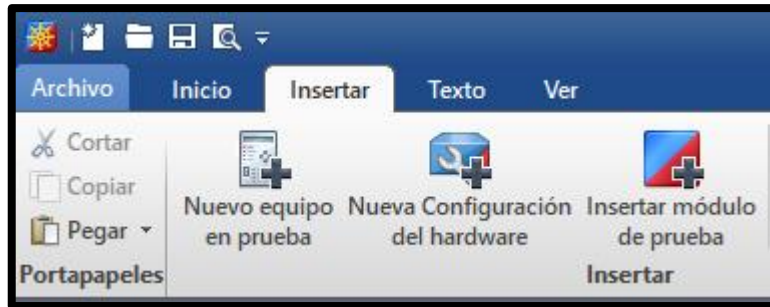 Archivo Inicio Insertar Texto Ver
Cortar
Copiar
Pegar
Nuevo equipo
en prueba
Nueva Configuración
del hardware
Insertar módulo
de prueba
Portapapeles
Insertar